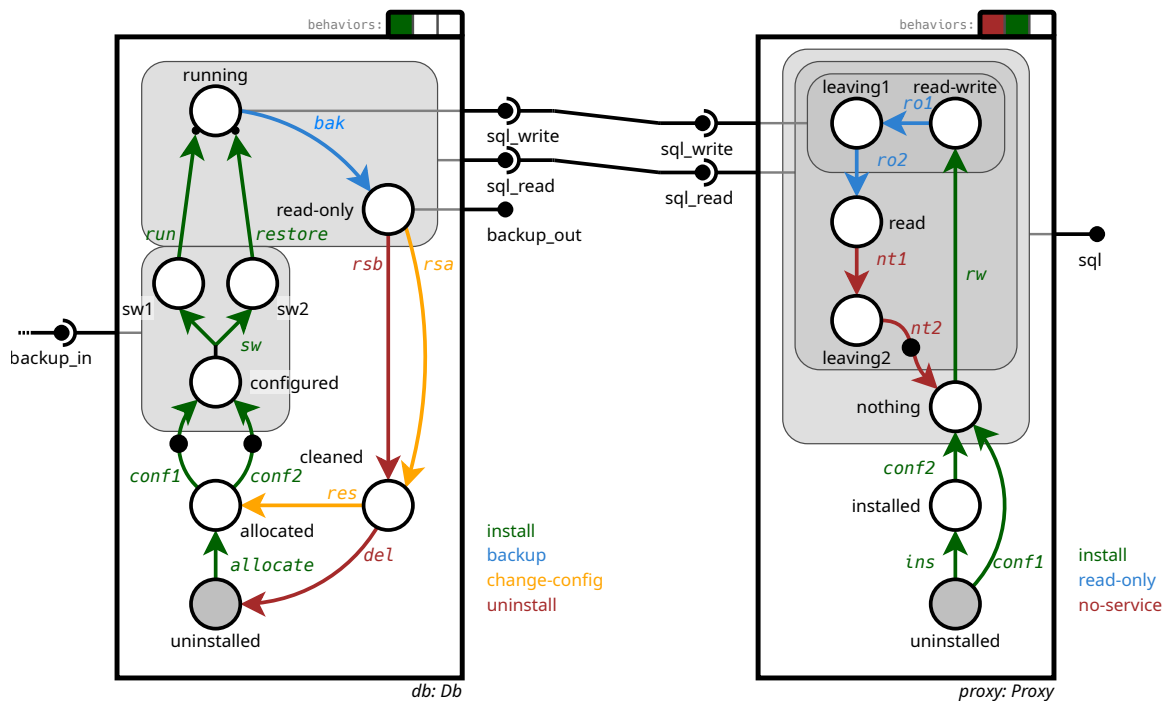 behaviors:
behaviors:
running
bak
sql_write
sql_read
read-only
backup_out
run
restore
rsb
rsa
sw1
sw2
sw
backup_in
configured
cleaned
conf1
conf2
res
allocated
allocate
del
uninstalled
install
backup
change-config
uninstall
db: Db
leaving1
read-write
ro1
sql_write
ro2
sql_read
read
nt1
sql
rw
nt2
leaving2
nothing
conf2
installed
ins
conf1
uninstalled
install
read-only
no-service
proxy: Proxy